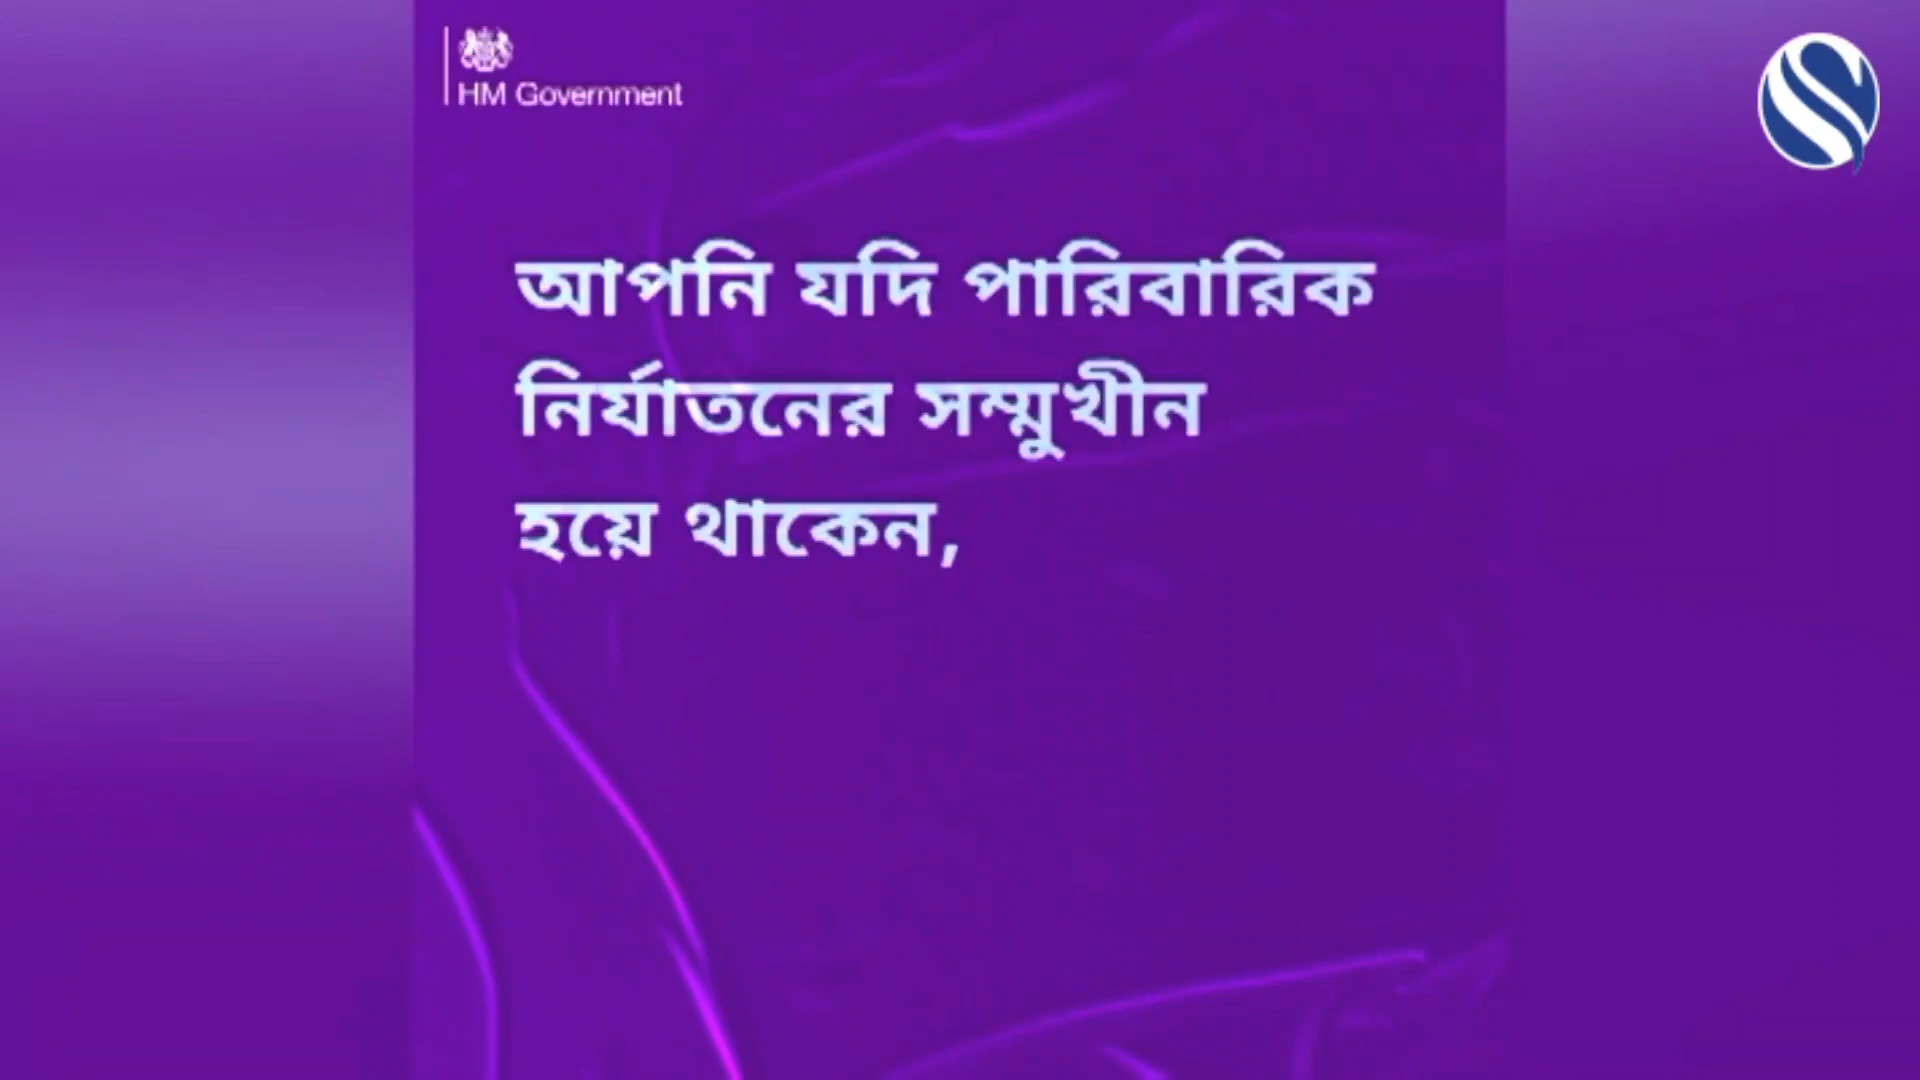 HM Government
আপনি যদি পারিবারিক
নির্যাতনের সম্মুখীন
হয়ে থাকেন,